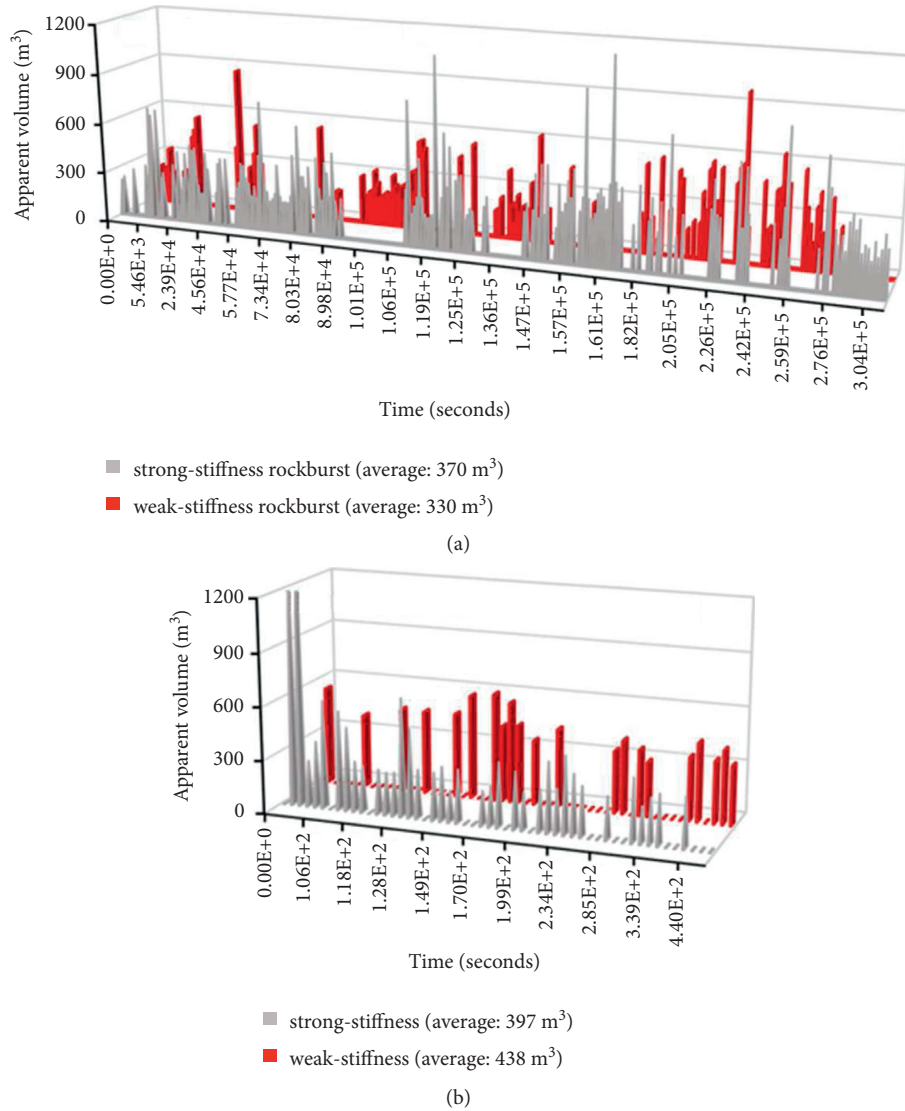 1200
900
600
300
0
Apparent volume (m³)
0.00E+0
5.46E+3
2.39E+4
4.56E+4
5.77E+4
7.34E+4
8.03E+4
8.98E+4
1.01E+5
1.06E+5
1.19E+5
1.25E+5
1.36E+5
1.47E+5
1.57E+5
1.61E+5
1.82E+5
2.05E+5
2.26E+5
2.42E+5
2.59E+5
2.76E+5
3.04E+5
Time (seconds)
strong-stiffness rockburst (average: 370 m³)
weak-stiffness rockburst (average: 330 m³)
(a)
1200
900
600
300
0
Apparent volume (m³)
0.00E+0
1.06E+2
1.18E+2
1.28E+2
1.49E+2
1.70E+2
1.99E+2
2.34E+2
2.85E+2
3.39E+2
4.40E+2
Time (seconds)
strong-stiffness (average: 397 m³)
weak-stiffness (average: 438 m³)
(b)